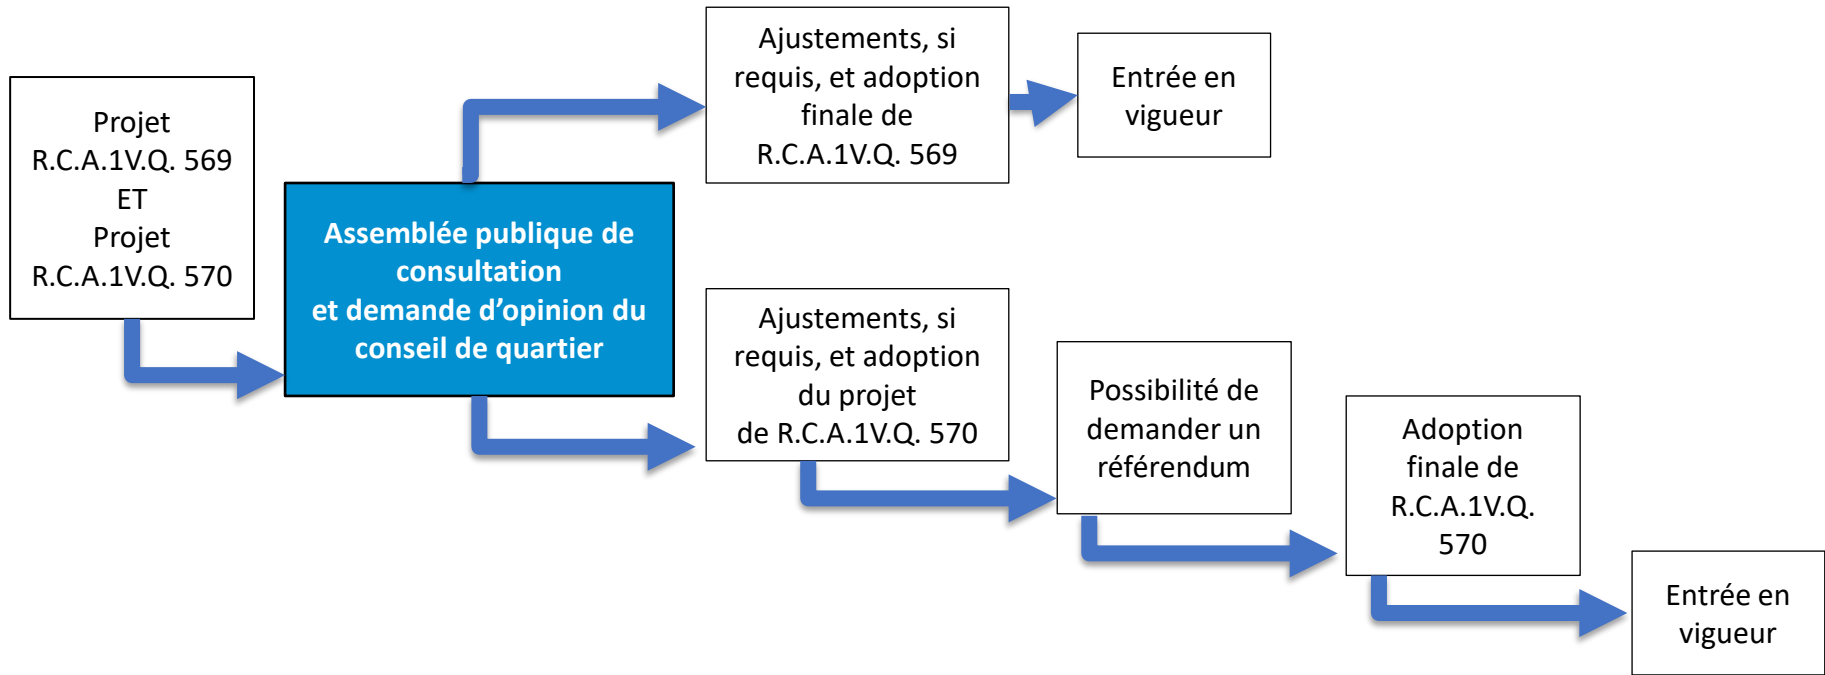 Projet
R.C.A.1V.Q. 569
ET
Projet
R.C.A.1V.Q. 570
Assemblée publique de
consultation
et demande d’opinion du
conseil de quartier
Ajustements, si
requis, et adoption
finale de
R.C.A.1V.Q. 569
Entrée en
vigueur
Ajustements, si
requis, et adoption
du projet
de R.C.A.1V.Q. 570
Possibilité de
demander un
référendum
Adoption
finale de
R.C.A.1V.Q.
570
Entrée en
vigueur